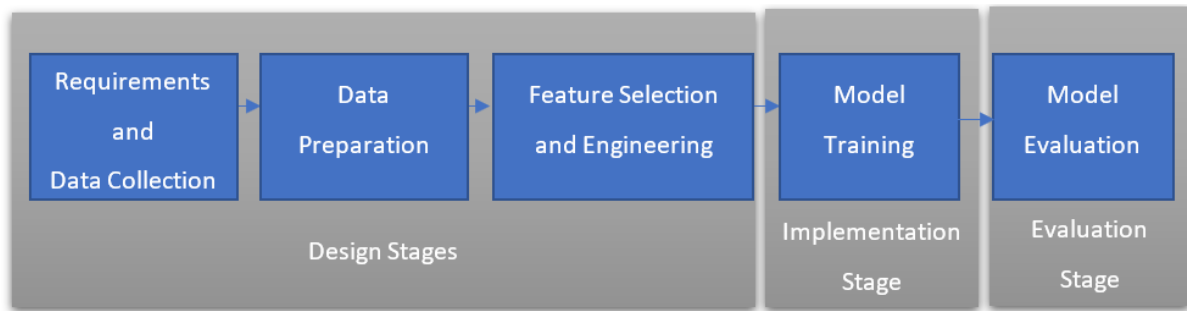 Requirements
and
Data Collection
Data
Preparation
Feature Selection
and Engineering
Model
Training
Model
Evaluation
Design Stages
Implementation
Stage
Evaluation
Stage